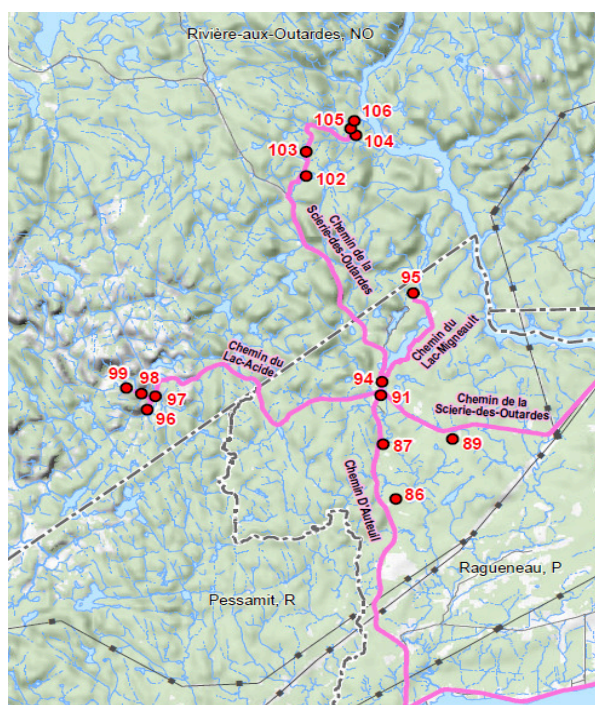 Rivière-aux-Outardes, NO
106
105
104
103
102
Chemin de la
Scierie-des-Outardes
95
Chemin du
Lac-Migneault
Chemin du
Lac-Acide
99
98
97
96
94
91
Chemin de la
Scierie-des-Outardes
87
89
Chemin D'Auteuil
86
Ragueneau, P
Pessamit, R